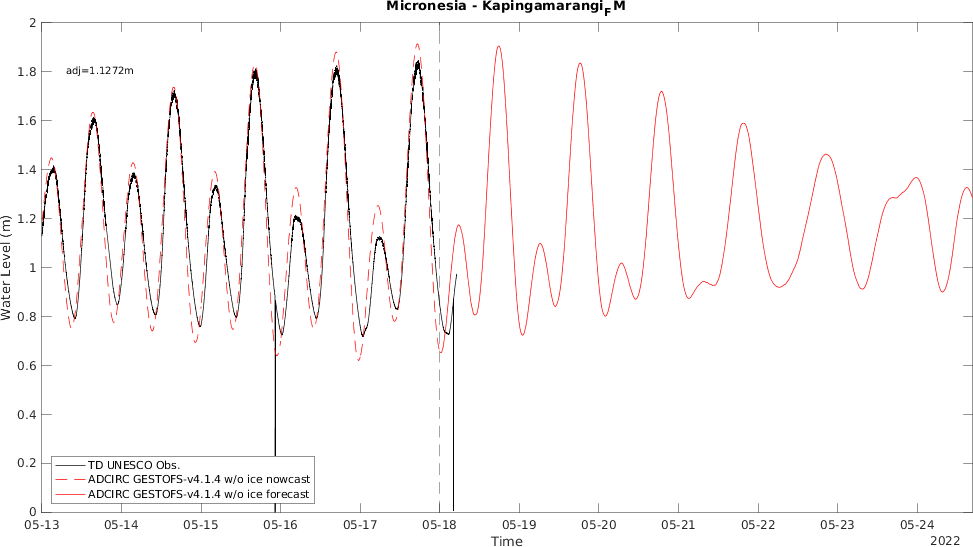 Micronesia - Kapingamarangi_FM
2
1.8
1.6
1.4
1.2
1
0.8
0.6
0.4
0.2
0
Water Level (m)
adj=1.1272m
TD UNESCO Obs.
ADCIRC GESTOFS-v4.1.4 w/o ice nowcast
ADCIRC GESTOFS-v4.1.4 w/o ice forecast
05-13 05-14 05-15 05-16 05-17 05-18 05-19 05-20 05-21 05-22 05-23 05-24
Time
2022